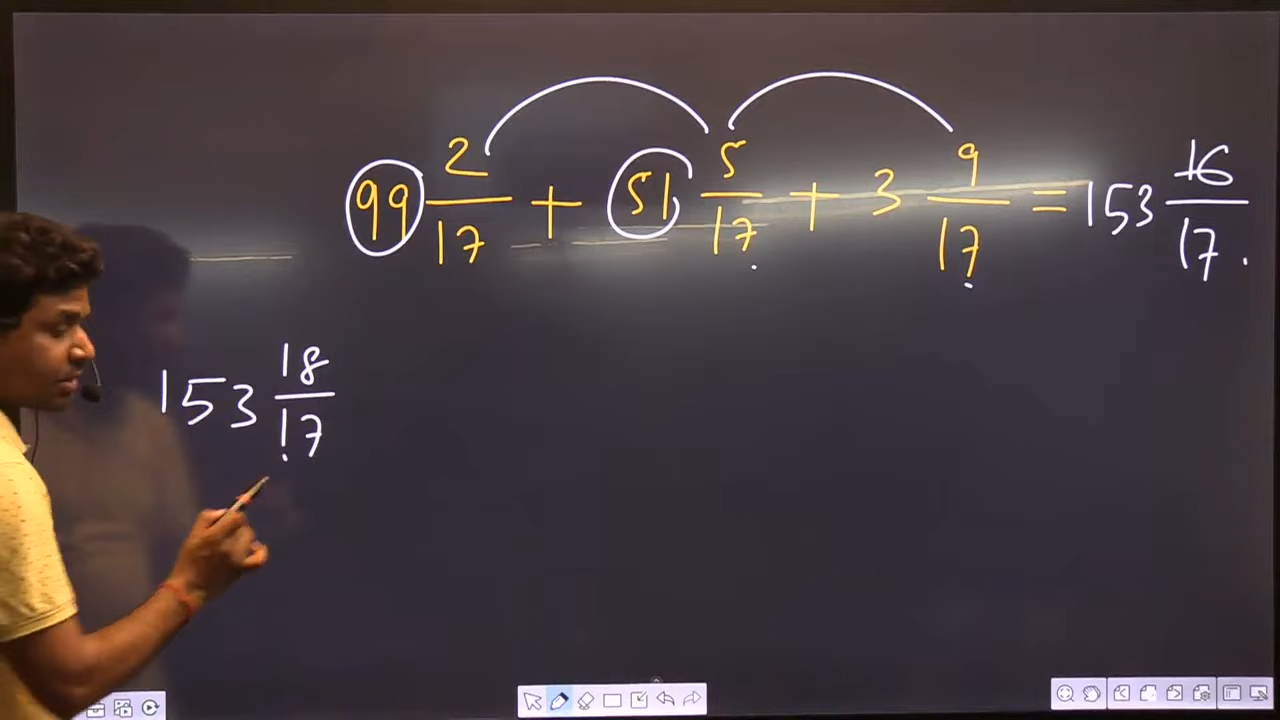 99 2/17 + 51 5/17 + 3 9/17 = 153 16/17.
153 18/17